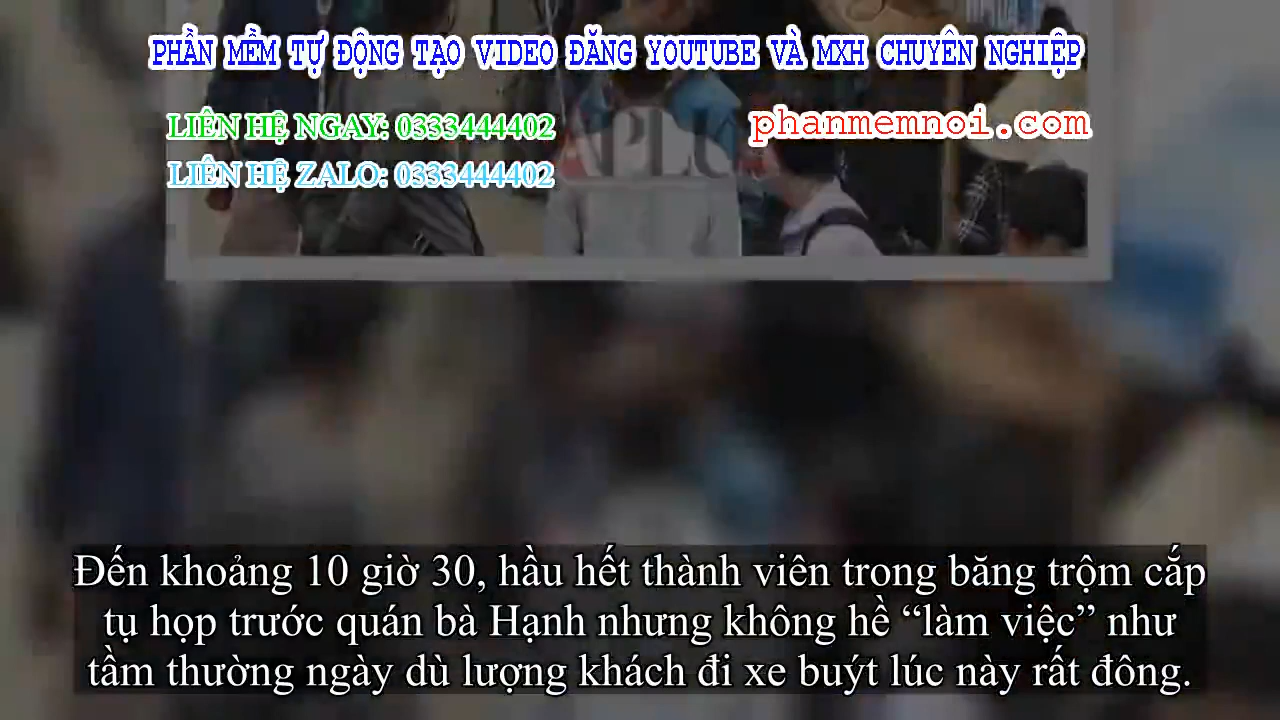 PHẦN MỀM TỰ ĐỘNG TẠO VIDEO ĐĂNG YOUTUBE VÀ MXH CHUYÊN NGHIỆP
LIÊN HỆ NGAY: 0333444402
phanmemnoi.com
LIÊN HỆ ZALO: 0333444402
Đến khoảng 10 giờ 30, hầu hết thành viên trong băng trộm cắp
tụ họp trước quán bà Hạnh nhưng không hề “làm việc” như
tầm thường ngày dù lượng khách đi xe buýt lúc này rất đông.